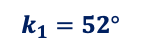 k₁ = 52°